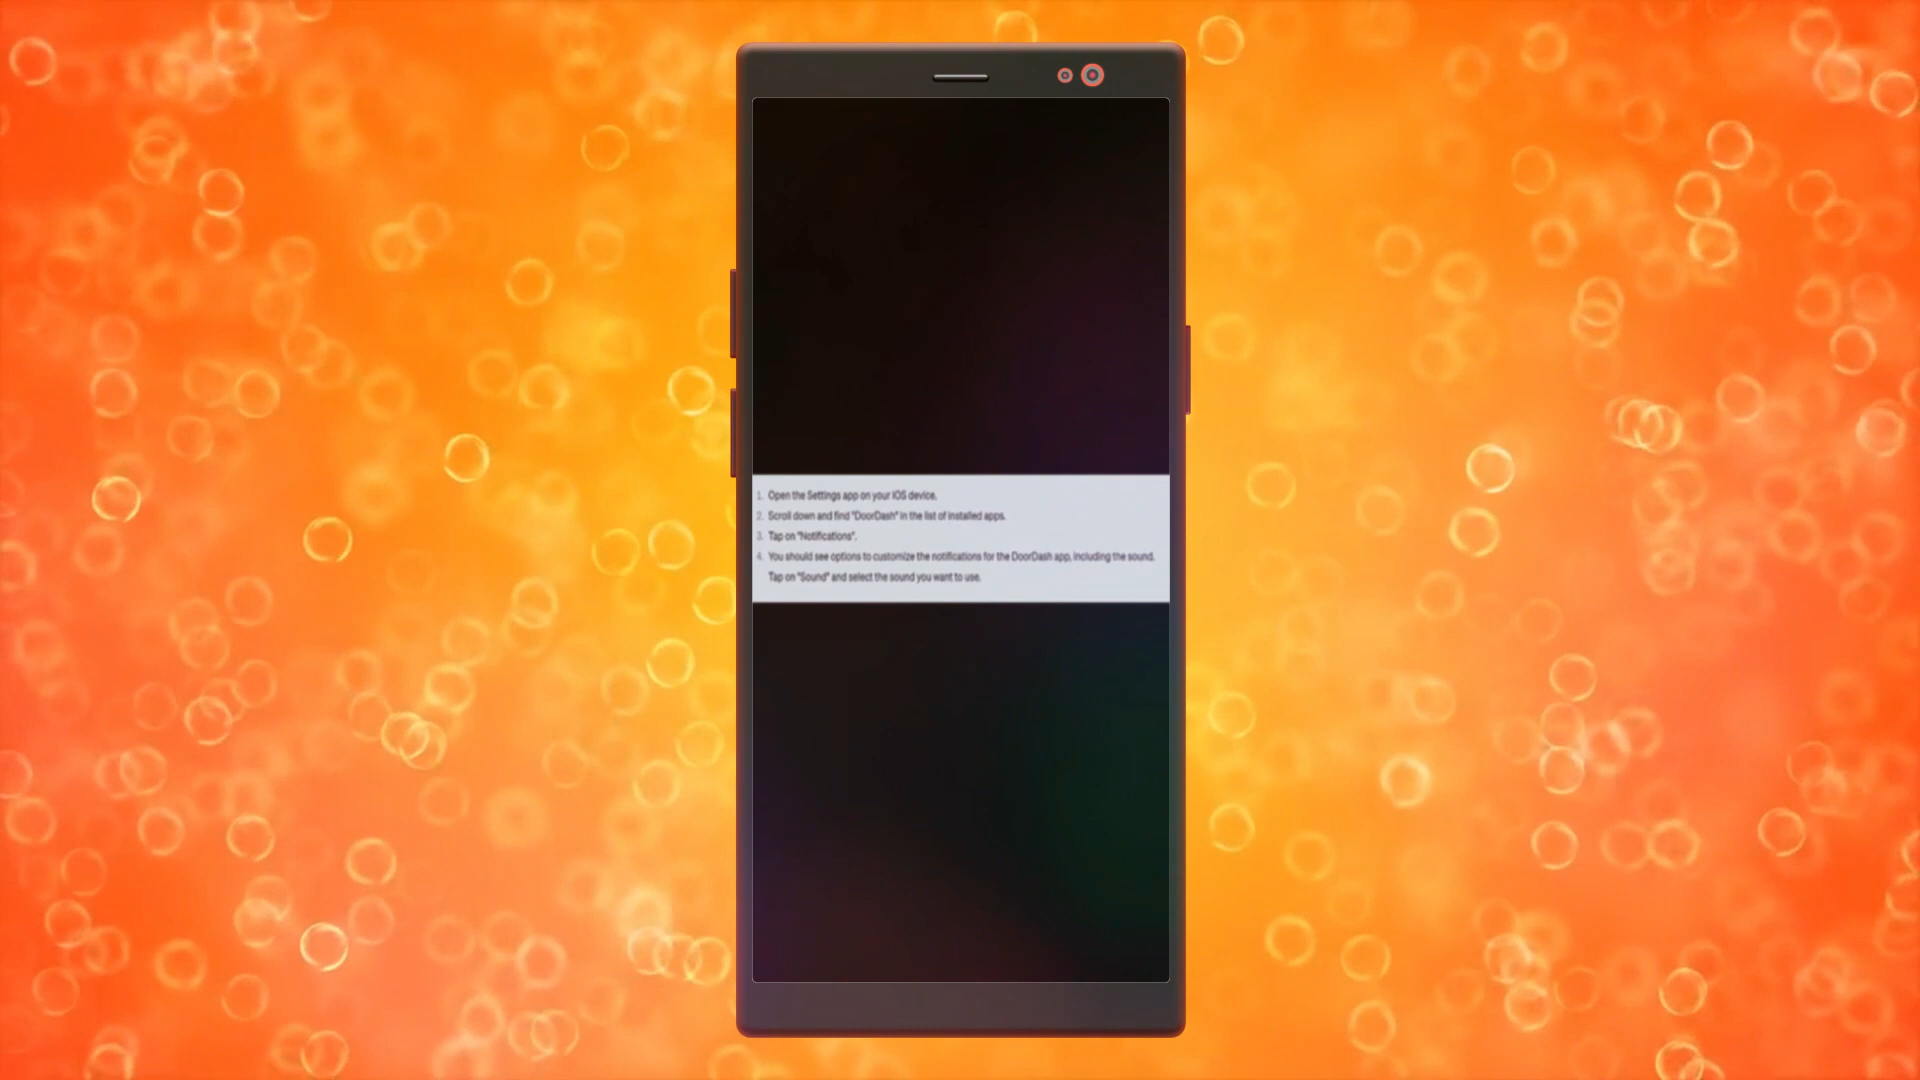 1. Open the Settings app on your iOS device.
2. Scroll down and find "DoorDash" in the list of installed apps.
3. Tap on "Notifications".
4. You should see options to customize the notifications for the DoorDash app, including the sound.
Tap on "Sound" and select the sound you want to use.